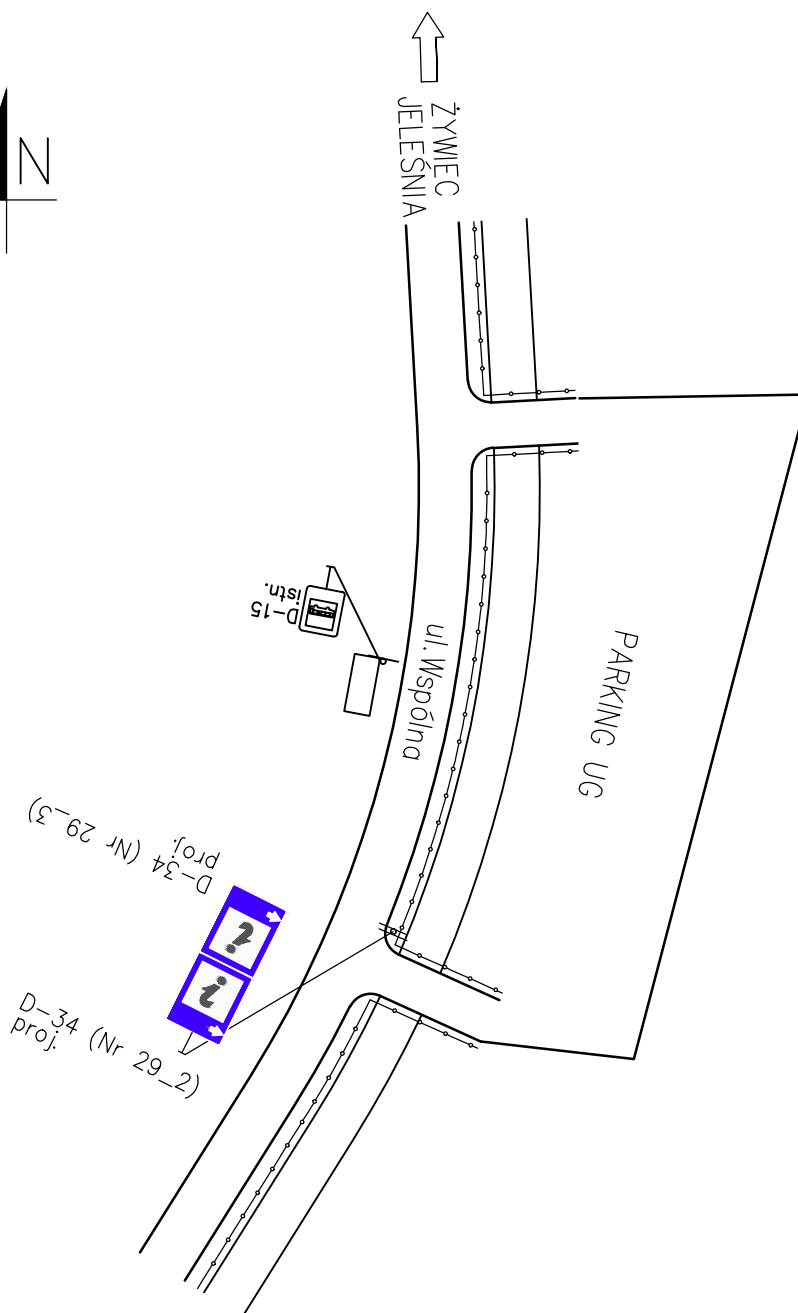 N
ŻYWIEC
JELEŚNIA
D-15
istn.
ul. Wspólna
PARKING UG
D-34 (Nr 29_3)
proj.
i
i
D-34 (Nr 29_2)
proj.